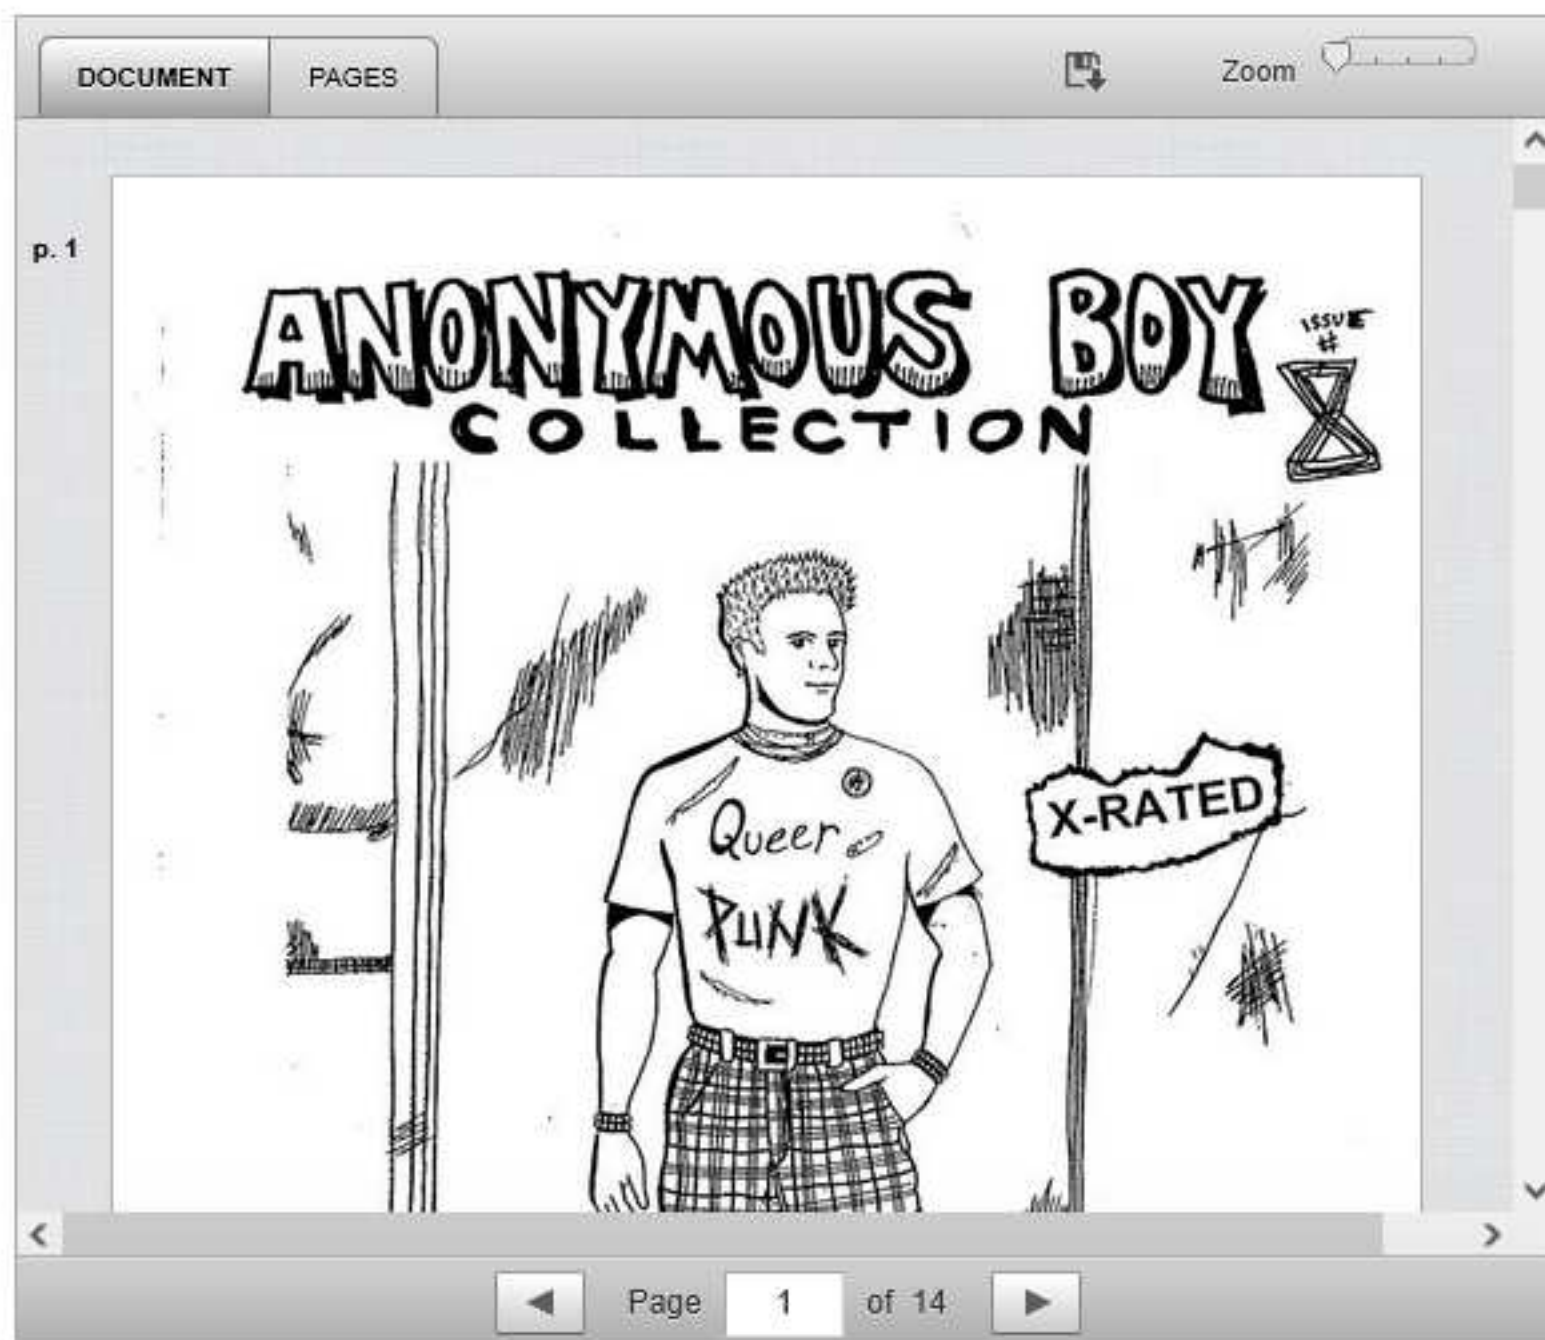 DOCUMENT PAGES Zoom
p. 1
ANONYMOUS BOY
COLLECTION
ISSUE
#
8
X-RATED
Queer
PUNK
Page 1 of 14